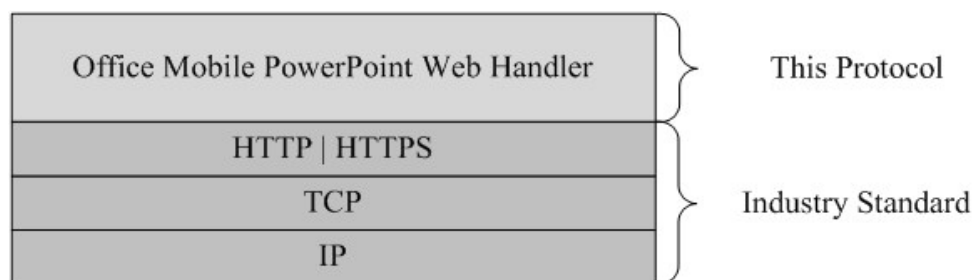 Office Mobile PowerPoint Web Handler
This Protocol
HTTP | HTTPS
TCP
Industry Standard
IP